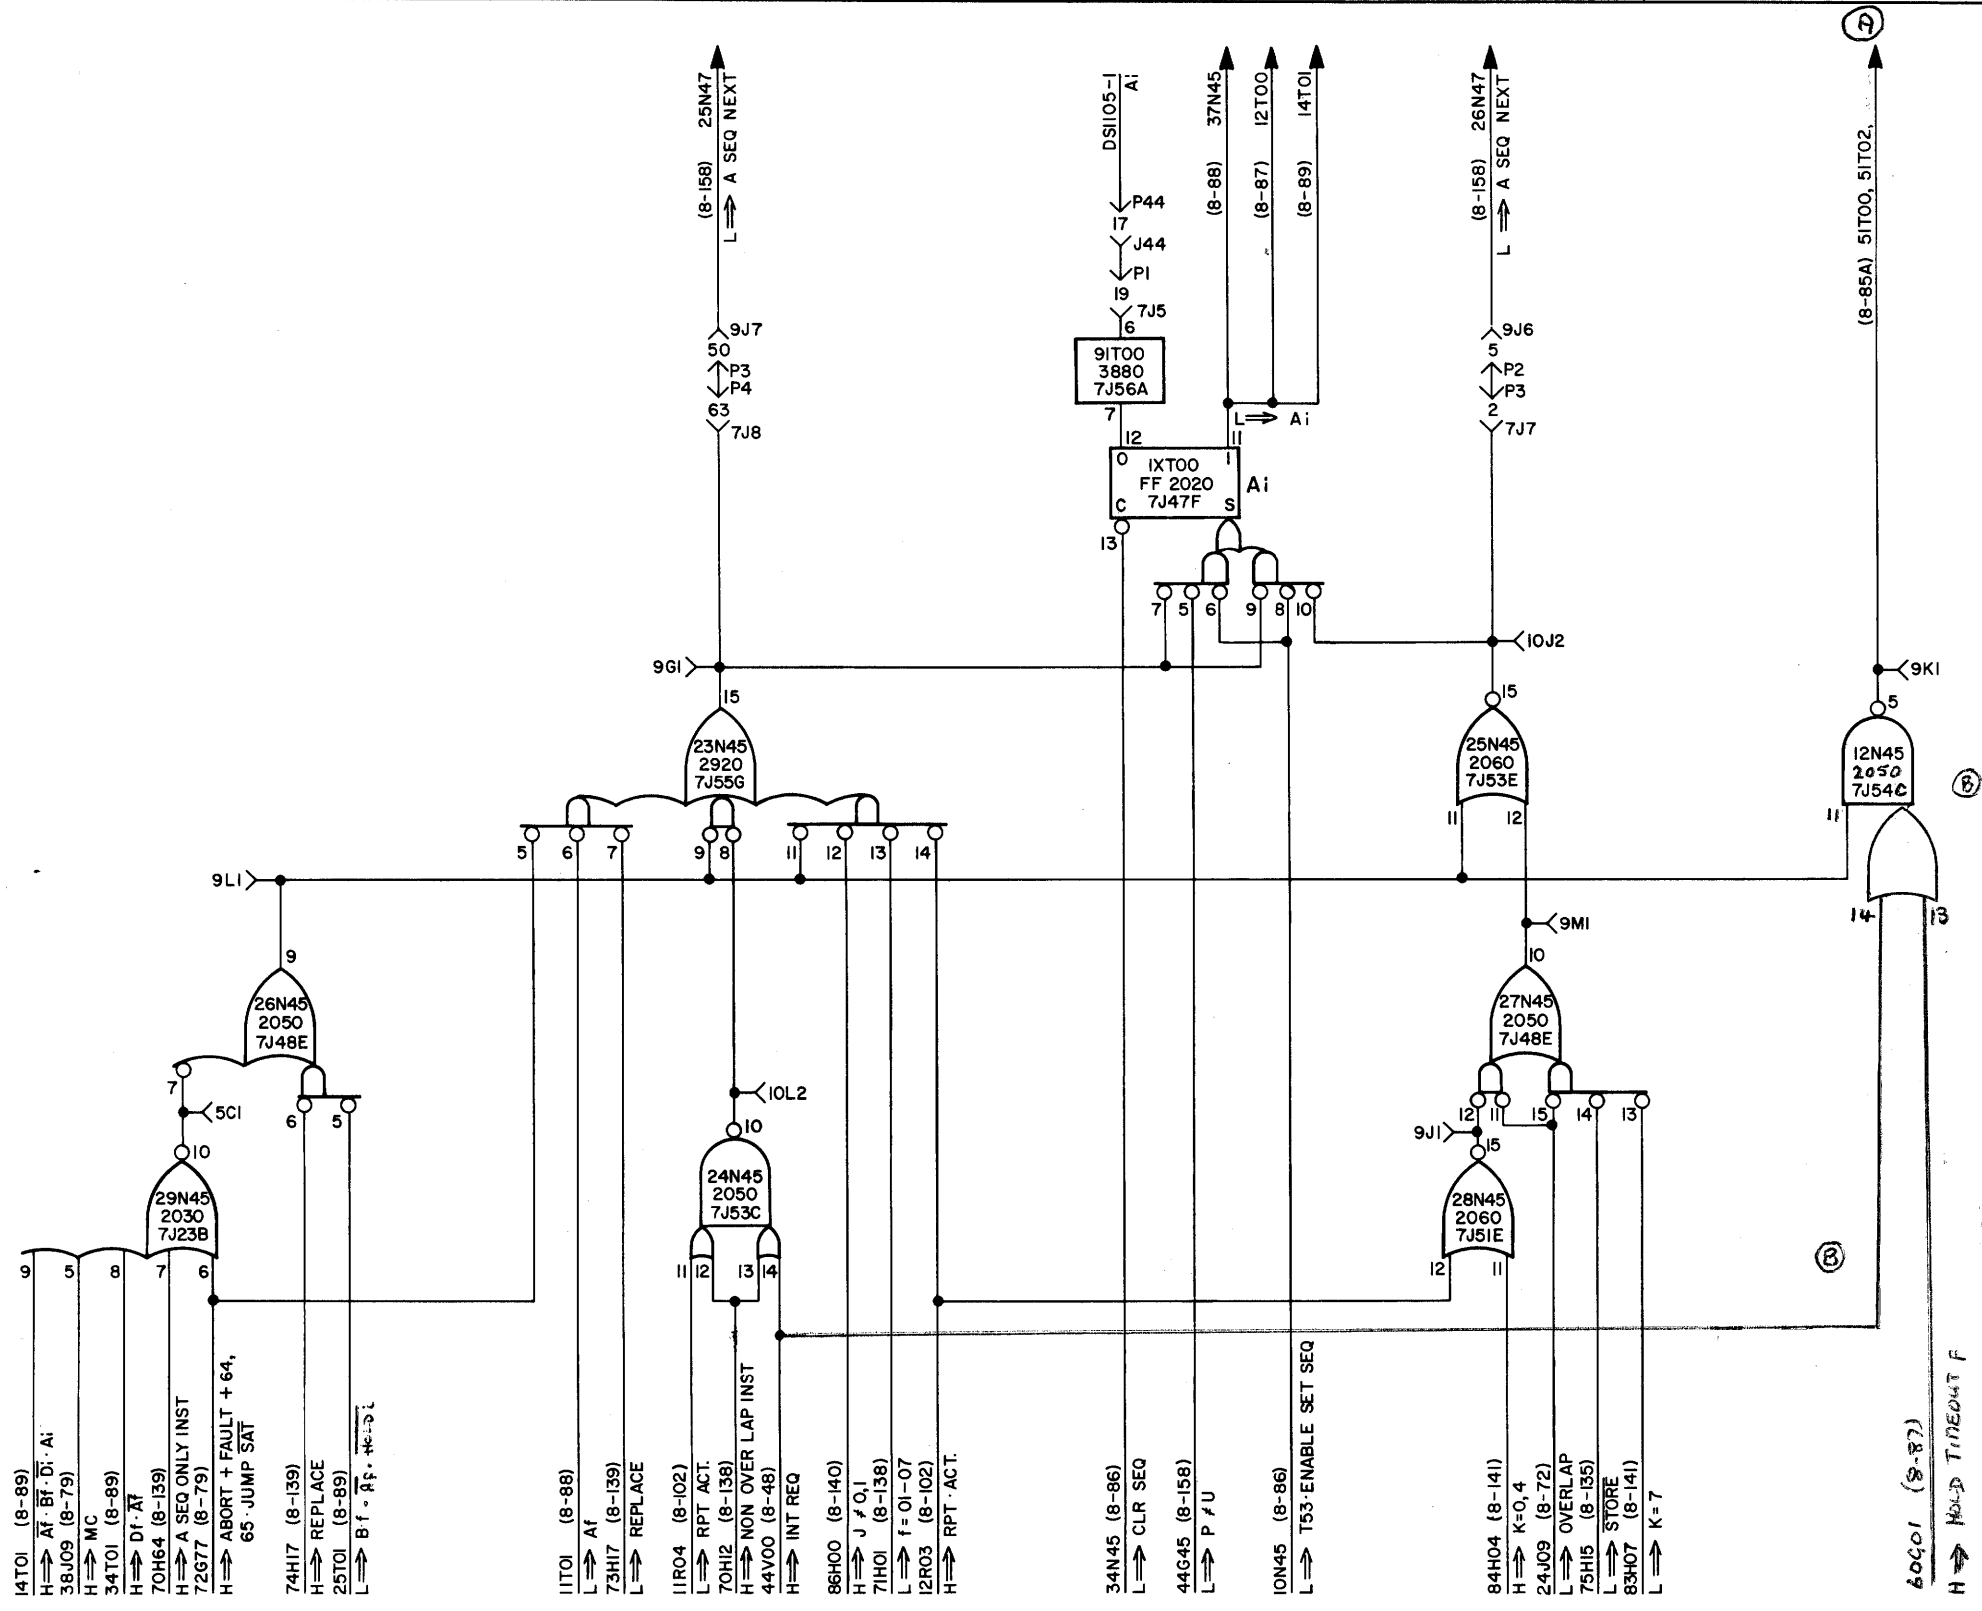 A
25N47
(8-158)
L ⇒ A SEQ NEXT
DS1105-1
Ai
37N45
(8-88)
12T00
(8-87)
14T01
(8-89)
26N47
(8-158)
L ⇒ A SEQ NEXT
(8-85A) 51T00, 51T02,
P44
17
J44
P1
19
7J5
6
9J7
50
P3
P4
63
7J8
91T00
3880
7J56A
7
9J6
5
P2
P3
2
7J7
L ⇒ Ai
12
11
O
I
1XT00
FF 2020
7J47F
C
S
Ai
13
7
5
6
9
8
10
10J2
9G1
9K1
15
15
5
23N45
2920
7J55G
25N45
2060
7J53E
12N45
2050
7J54C
B
11
12
11
5
6
7
9
8
11
12
13
14
9L1
14
13
9M1
9
10
26N45
2050
7J48E
27N45
2050
7J48E
7
5C1
6
5
10L2
10
12
11
15
14
13
9J1
15
10
29N45
2030
7J23B
24N45
2050
7J53C
28N45
2060
7J51E
B
9
5
8
7
6
11
12
13
14
12
11
14T01 (8-89)
H ⇒ A̅f̅ · B̅f̅ · D̅i̅ · Ai
38J09 (8-79)
H ⇒ MC
34T01 (8-89)
H ⇒ Df · A̅f̅
70H64 (8-139)
H ⇒ A SEQ ONLY INST
72G77 (8-79)
H ⇒ ABORT + FAULT + 64,
65 · JUMP S̅A̅T̅
74H17 (8-139)
H ⇒ REPLACE
25T01 (8-89)
L ⇒ Bf · A̅f̅ · H̅O̅L̅D̅i̅
11T01 (8-88)
L ⇒ Af
73H17 (8-139)
L ⇒ REPLACE
11R04 (8-102)
L ⇒ RPT ACT.
70H12 (8-138)
H ⇒ NON OVER LAP INST
44V00 (8-48)
H ⇒ INT REQ
86H00 (8-140)
H ⇒ J ≠ 0,1
71H01 (8-138)
L ⇒ f = 01-07
12R03 (8-102)
H ⇒ RPT · ACT.
34N45 (8-86)
L ⇒ CLR SEQ
44G45 (8-158)
L ⇒ P ≠ U
10N45 (8-86)
L ⇒ T53·ENABLE SET SEQ
84H04 (8-141)
H ⇒ K=0,4
24J09 (8-72)
L ⇒ OVERLAP
75H15 (8-135)
L ⇒ S̅T̅O̅R̅E̅
83H07 (8-141)
L ⇒ K=7
60G01 (8-87)
H ⇒ HOLD TIMEOUT F